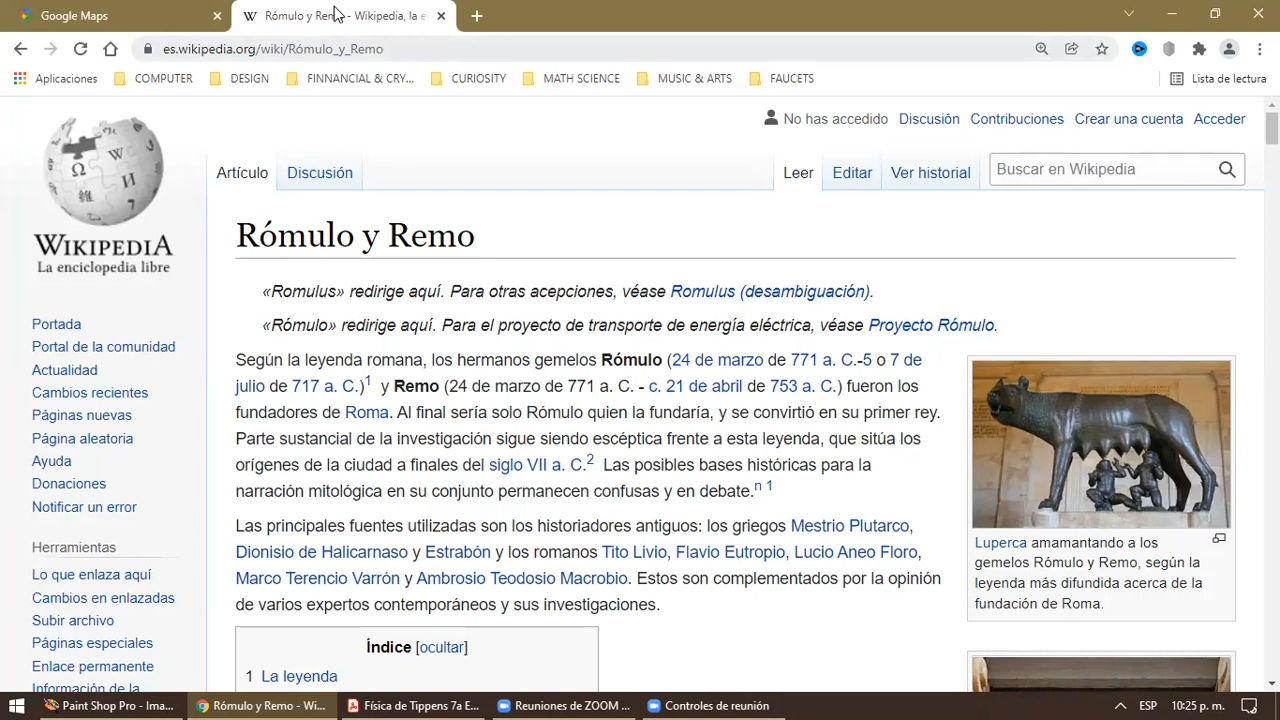 Google Maps
Rómulo y Rem - Wikipedia, la e
es.wikipedia.org/wiki/Rómulo_y_Remo
Aplicaciones COMPUTER DESIGN FINNANCIAL & CRY... CURIOSITY MATH SCIENCE MUSIC & ARTS FAUCETS Lista de lectura
No has accedido Discusión Contribuciones Crear una cuenta Acceder
WIKIPEDIA
La enciclopedia libre
Artículo Discusión Leer Editar Ver historial Buscar en Wikipedia
Portada
Portal de la comunidad
Actualidad
Cambios recientes
Páginas nuevas
Página aleatoria
Ayuda
Donaciones
Notificar un error
Herramientas
Lo que enlaza aquí
Cambios en enlazadas
Subir archivo
Páginas especiales
Enlace permanente
Información de la
Rómulo y Remo
«Romulus» redirige aquí. Para otras acepciones, véase Romulus (desambiguación).
«Rómulo» redirige aquí. Para el proyecto de transporte de energía eléctrica, véase Proyecto Rómulo.
Según la leyenda romana, los hermanos gemelos Rómulo (24 de marzo de 771 a. C.-5 o 7 de
julio de 717 a. C.)1 y Remo (24 de marzo de 771 a. C. - c. 21 de abril de 753 a. C.) fueron los
fundadores de Roma. Al final sería solo Rómulo quien la fundaría, y se convirtió en su primer rey.
Parte sustancial de la investigación sigue siendo escéptica frente a esta leyenda, que sitúa los
orígenes de la ciudad a finales del siglo VII a. C.2 Las posibles bases históricas para la
narración mitológica en su conjunto permanecen confusas y en debate.n 1
Las principales fuentes utilizadas son los historiadores antiguos: los griegos Mestrio Plutarco,
Dionisio de Halicarnaso y Estrabón y los romanos Tito Livio, Flavio Eutropio, Lucio Aneo Floro,
Marco Terencio Varrón y Ambrosio Teodosio Macrobio. Estos son complementados por la opinión
de varios expertos contemporáneos y sus investigaciones.
Índice [ocultar]
1 La leyenda
Luperca amamantando a los
gemelos Rómulo y Remo, según la
leyenda más difundida acerca de la
fundación de Roma.
Paint Shop Pro - Ima... Rómulo y Remo - Wi... Física de Tippens 7a E... Reuniones de ZOOM ... Controles de reunión ESP 10:25 p. m.